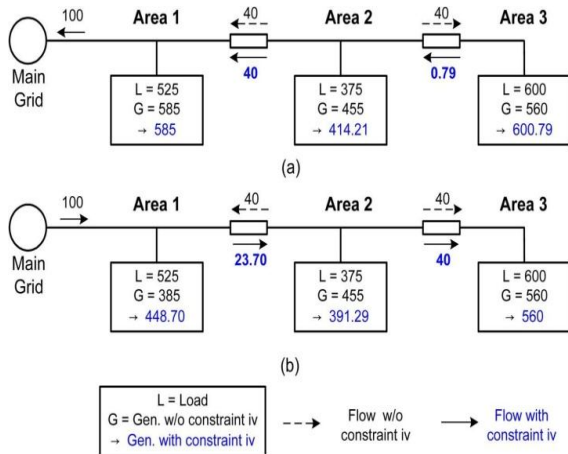 100 Area 1 40 Area 2 40 Area 3
Main
Grid
40 0.79
L = 525
G = 585
→ 585
L = 375
G = 455
→ 414.21
L = 600
G = 560
→ 600.79
(a)
100 Area 1 40 Area 2 40 Area 3
Main
Grid
23.70 40
L = 525
G = 385
→ 448.70
L = 375
G = 455
→ 391.29
L = 600
G = 560
→ 560
(b)
L = Load
G = Gen. w/o constraint iv
→ Gen. with constraint iv
Flow w/o
constraint iv
Flow with
constraint iv